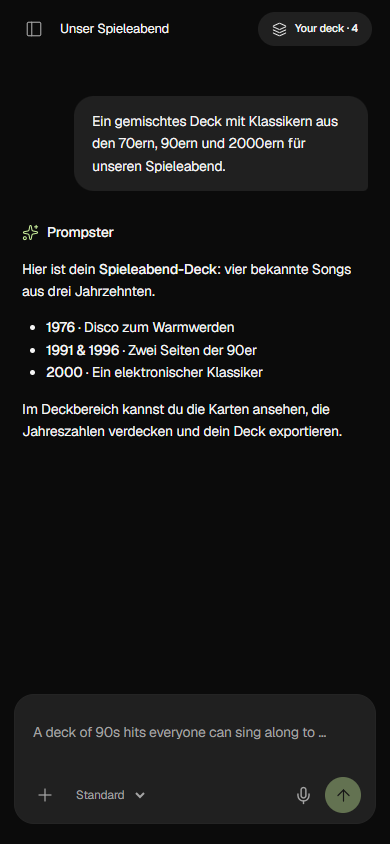 Unser Spieleabend
Your deck · 4
Ein gemischtes Deck mit Klassikern aus
den 70ern, 90ern und 2000ern für
unseren Spieleabend.
Prompster
Hier ist dein Spieleabend-Deck: vier bekannte Songs
aus drei Jahrzehnten.
• 1976 · Disco zum Warmwerden
• 1991 & 1996 · Zwei Seiten der 90er
• 2000 · Ein elektronischer Klassiker
Im Deckbereich kannst du die Karten ansehen, die
Jahreszahlen verdecken und dein Deck exportieren.
A deck of 90s hits everyone can sing along to ...
Standard